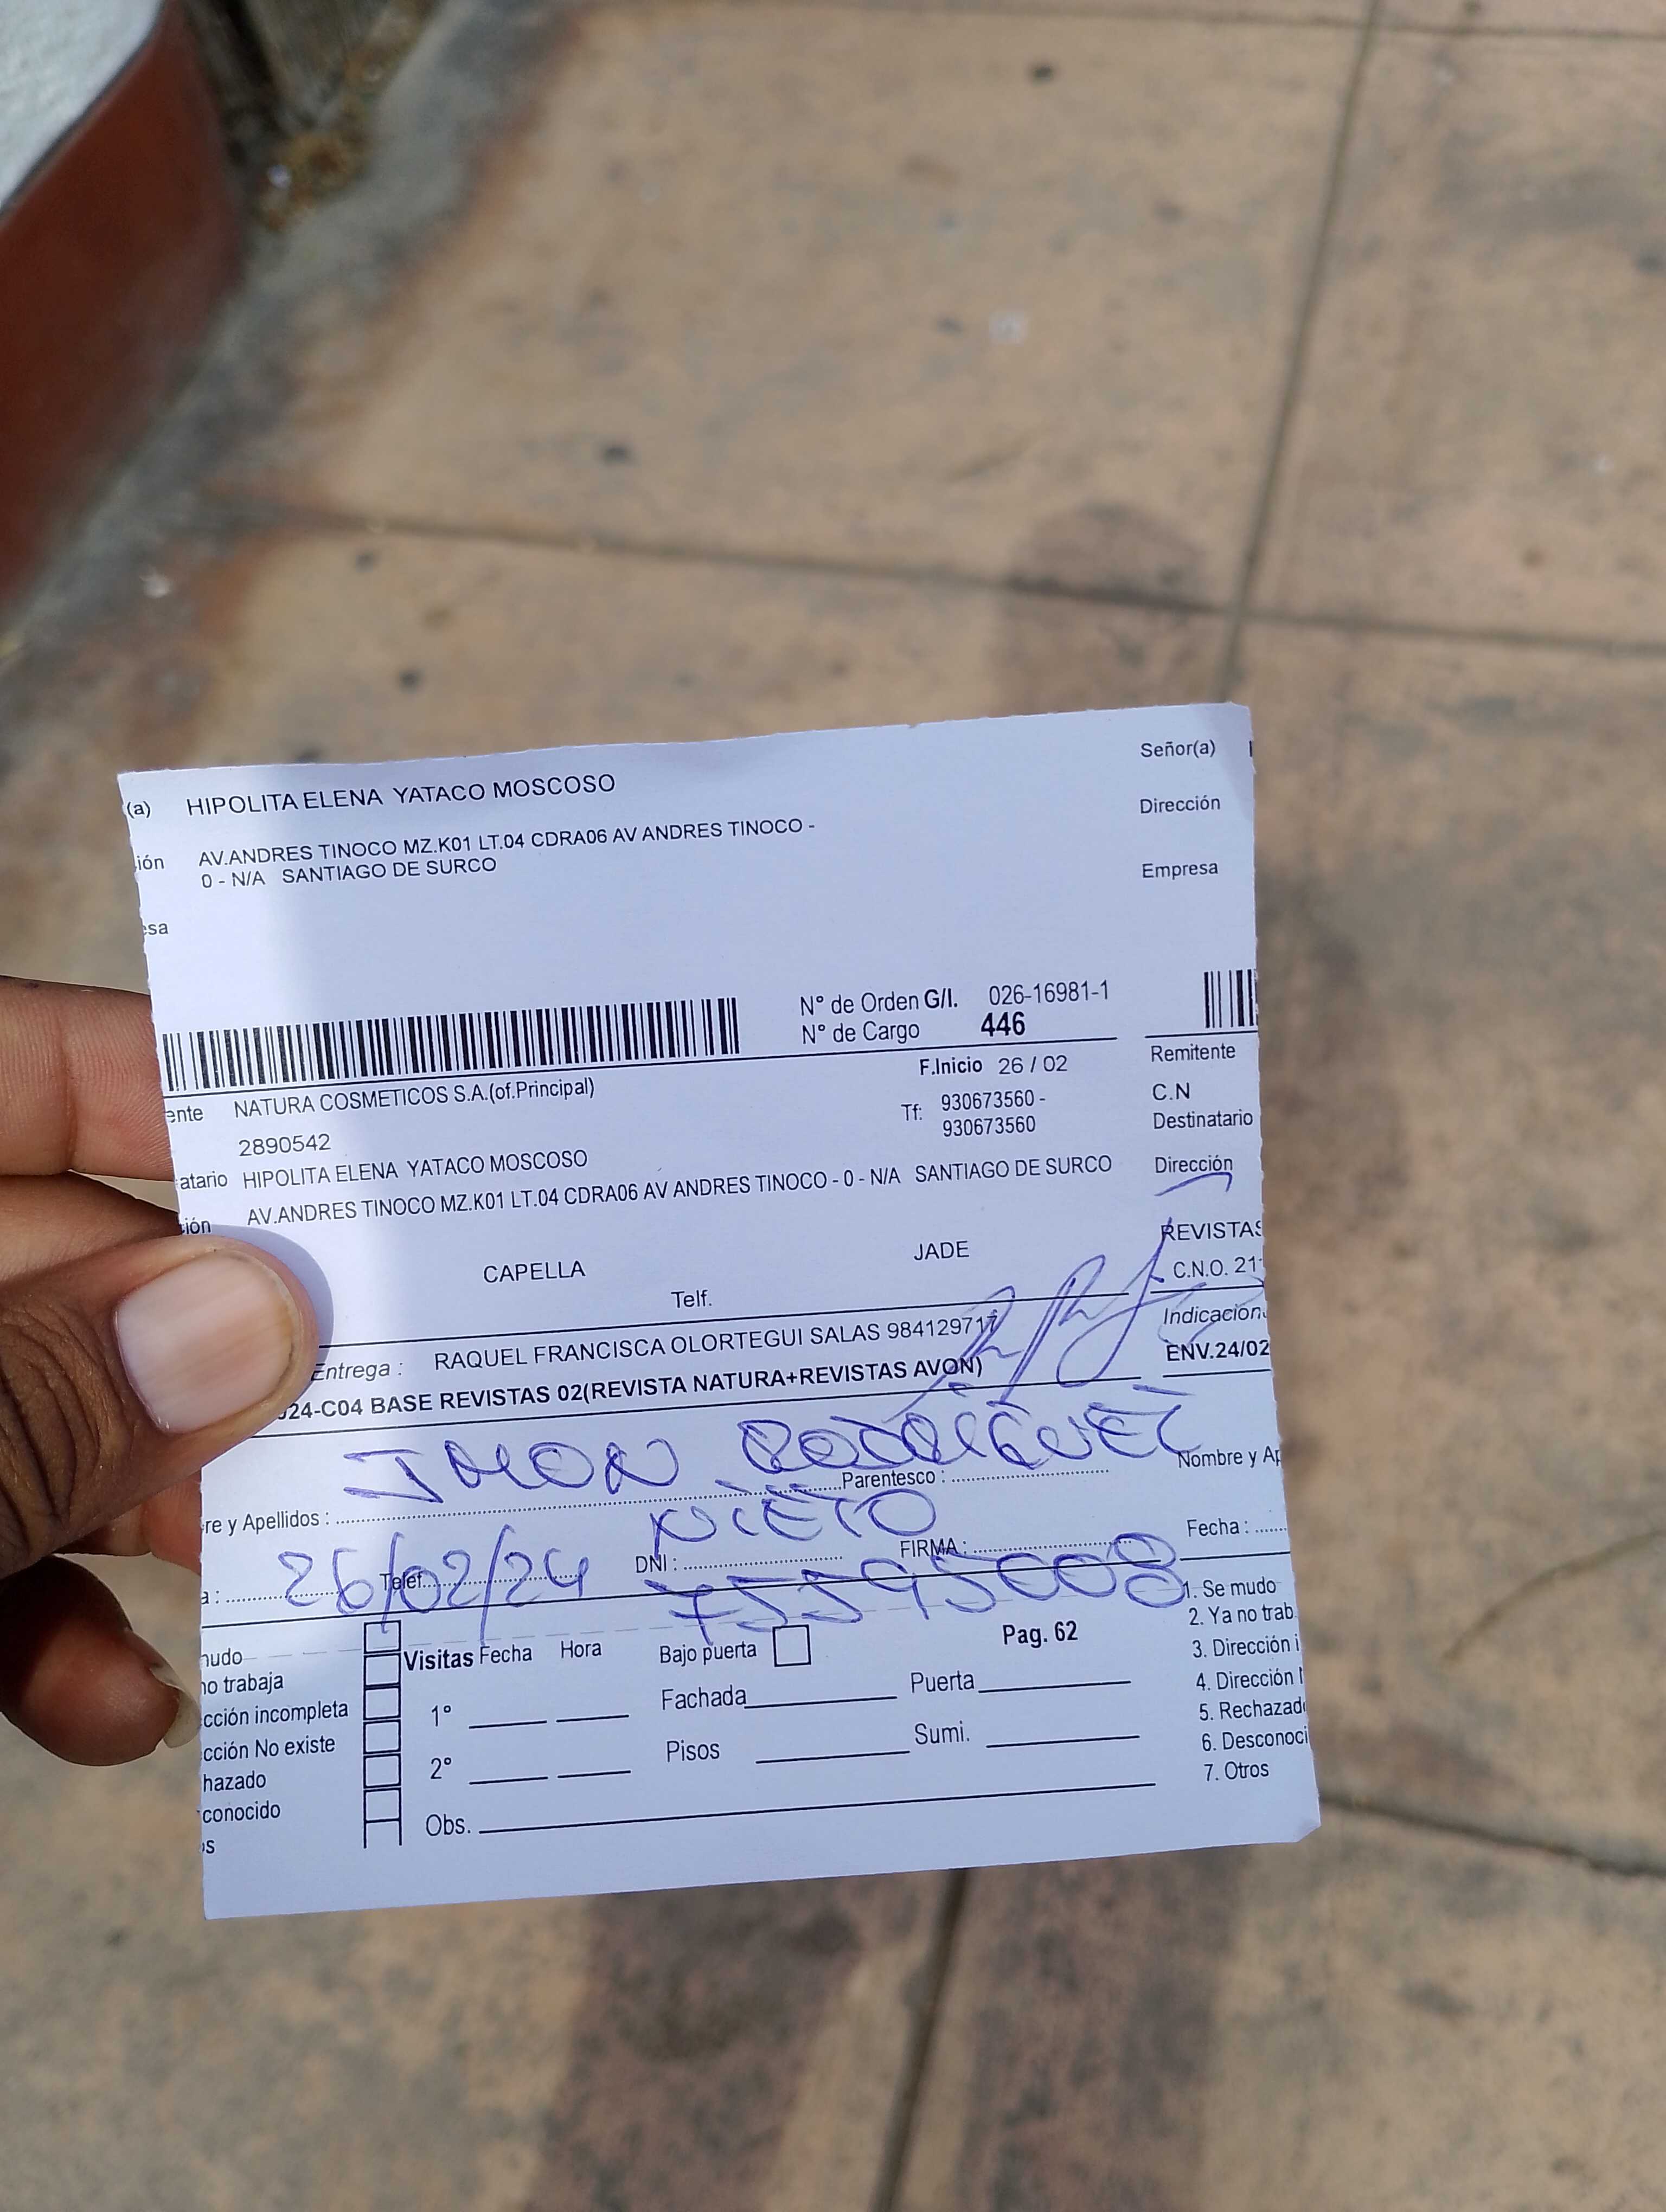 (a) HIPOLITA ELENA YATACO MOSCOSO
ión AV.ANDRES TINOCO MZ.K01 LT.04 CDRA06 AV ANDRES TINOCO -
0 - N/A SANTIAGO DE SURCO
esa
N° de Orden G/I. 026-16981-1
N° de Cargo 446
F.Inicio 26 / 02
ente NATURA COSMETICOS S.A.(of.Principal)
Tf: 930673560 -
930673560
2890542
atario HIPOLITA ELENA YATACO MOSCOSO
ión AV.ANDRES TINOCO MZ.K01 LT.04 CDRA06 AV ANDRES TINOCO - 0 - N/A SANTIAGO DE SURCO
CAPELLA JADE
Telf.
Entrega : RAQUEL FRANCISCA OLORTEGUI SALAS 984129717
024-C04 BASE REVISTAS 02(REVISTA NATURA+REVISTAS AVON)
RODRIGUEZ
re y Apellidos : Parentesco :
NIETO
a : 26/02/24 Telef. DNI : FIRMA :
75595008
nudo
no trabaja
cción incompleta
cción No existe
hazado
conocido
os
Visitas Fecha Hora Bajo puerta Pag. 62
1° Fachada Puerta
2° Pisos Sumi.
Obs.
Señor(a)
Dirección
Empresa
Remitente
C.N
Destinatario
Dirección
REVISTAS
C.N.O. 21
Indicacion
ENV.24/02
Nombre y Ap
Fecha :
1. Se mudo
2. Ya no trab
3. Dirección i
4. Dirección
5. Rechazad
6. Desconoci
7. Otros